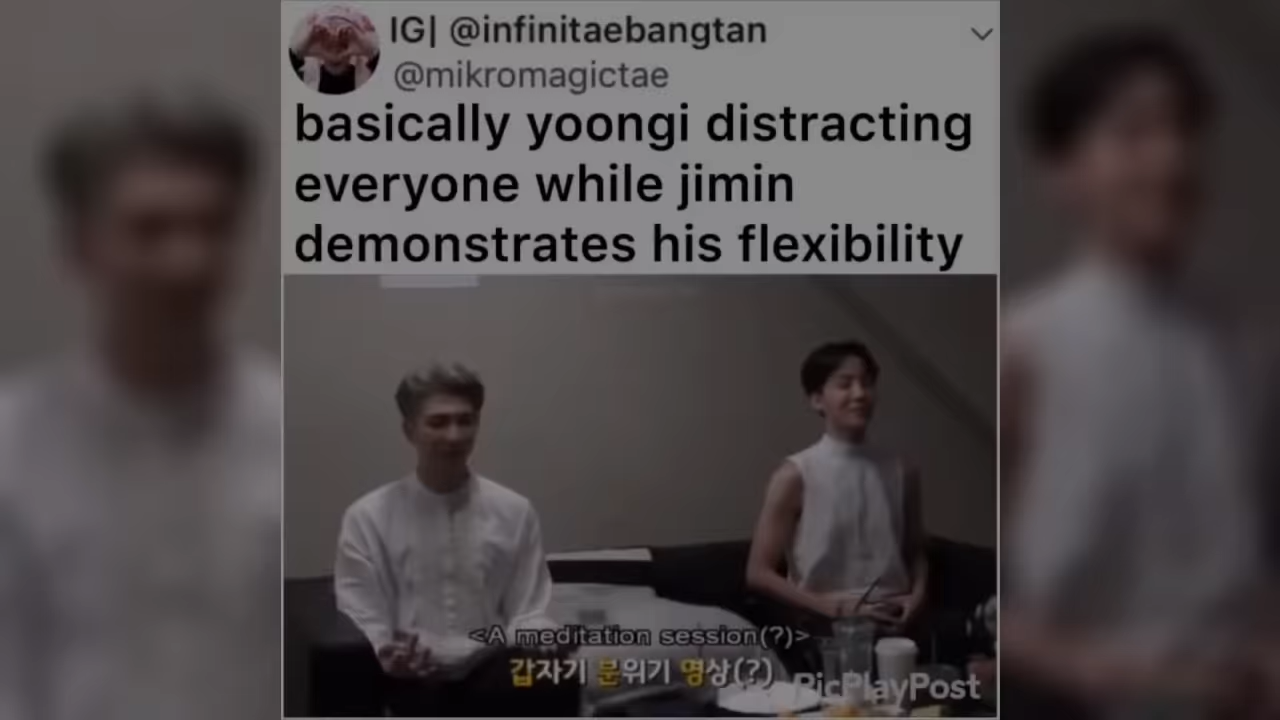 IG| @infinitaebangtan
@mikromagictae
basically yoongi distracting
everyone while jimin
demonstrates his flexibility
<A meditation session(?)>
갑자기 분위기 명상(?)
PicPlayPost